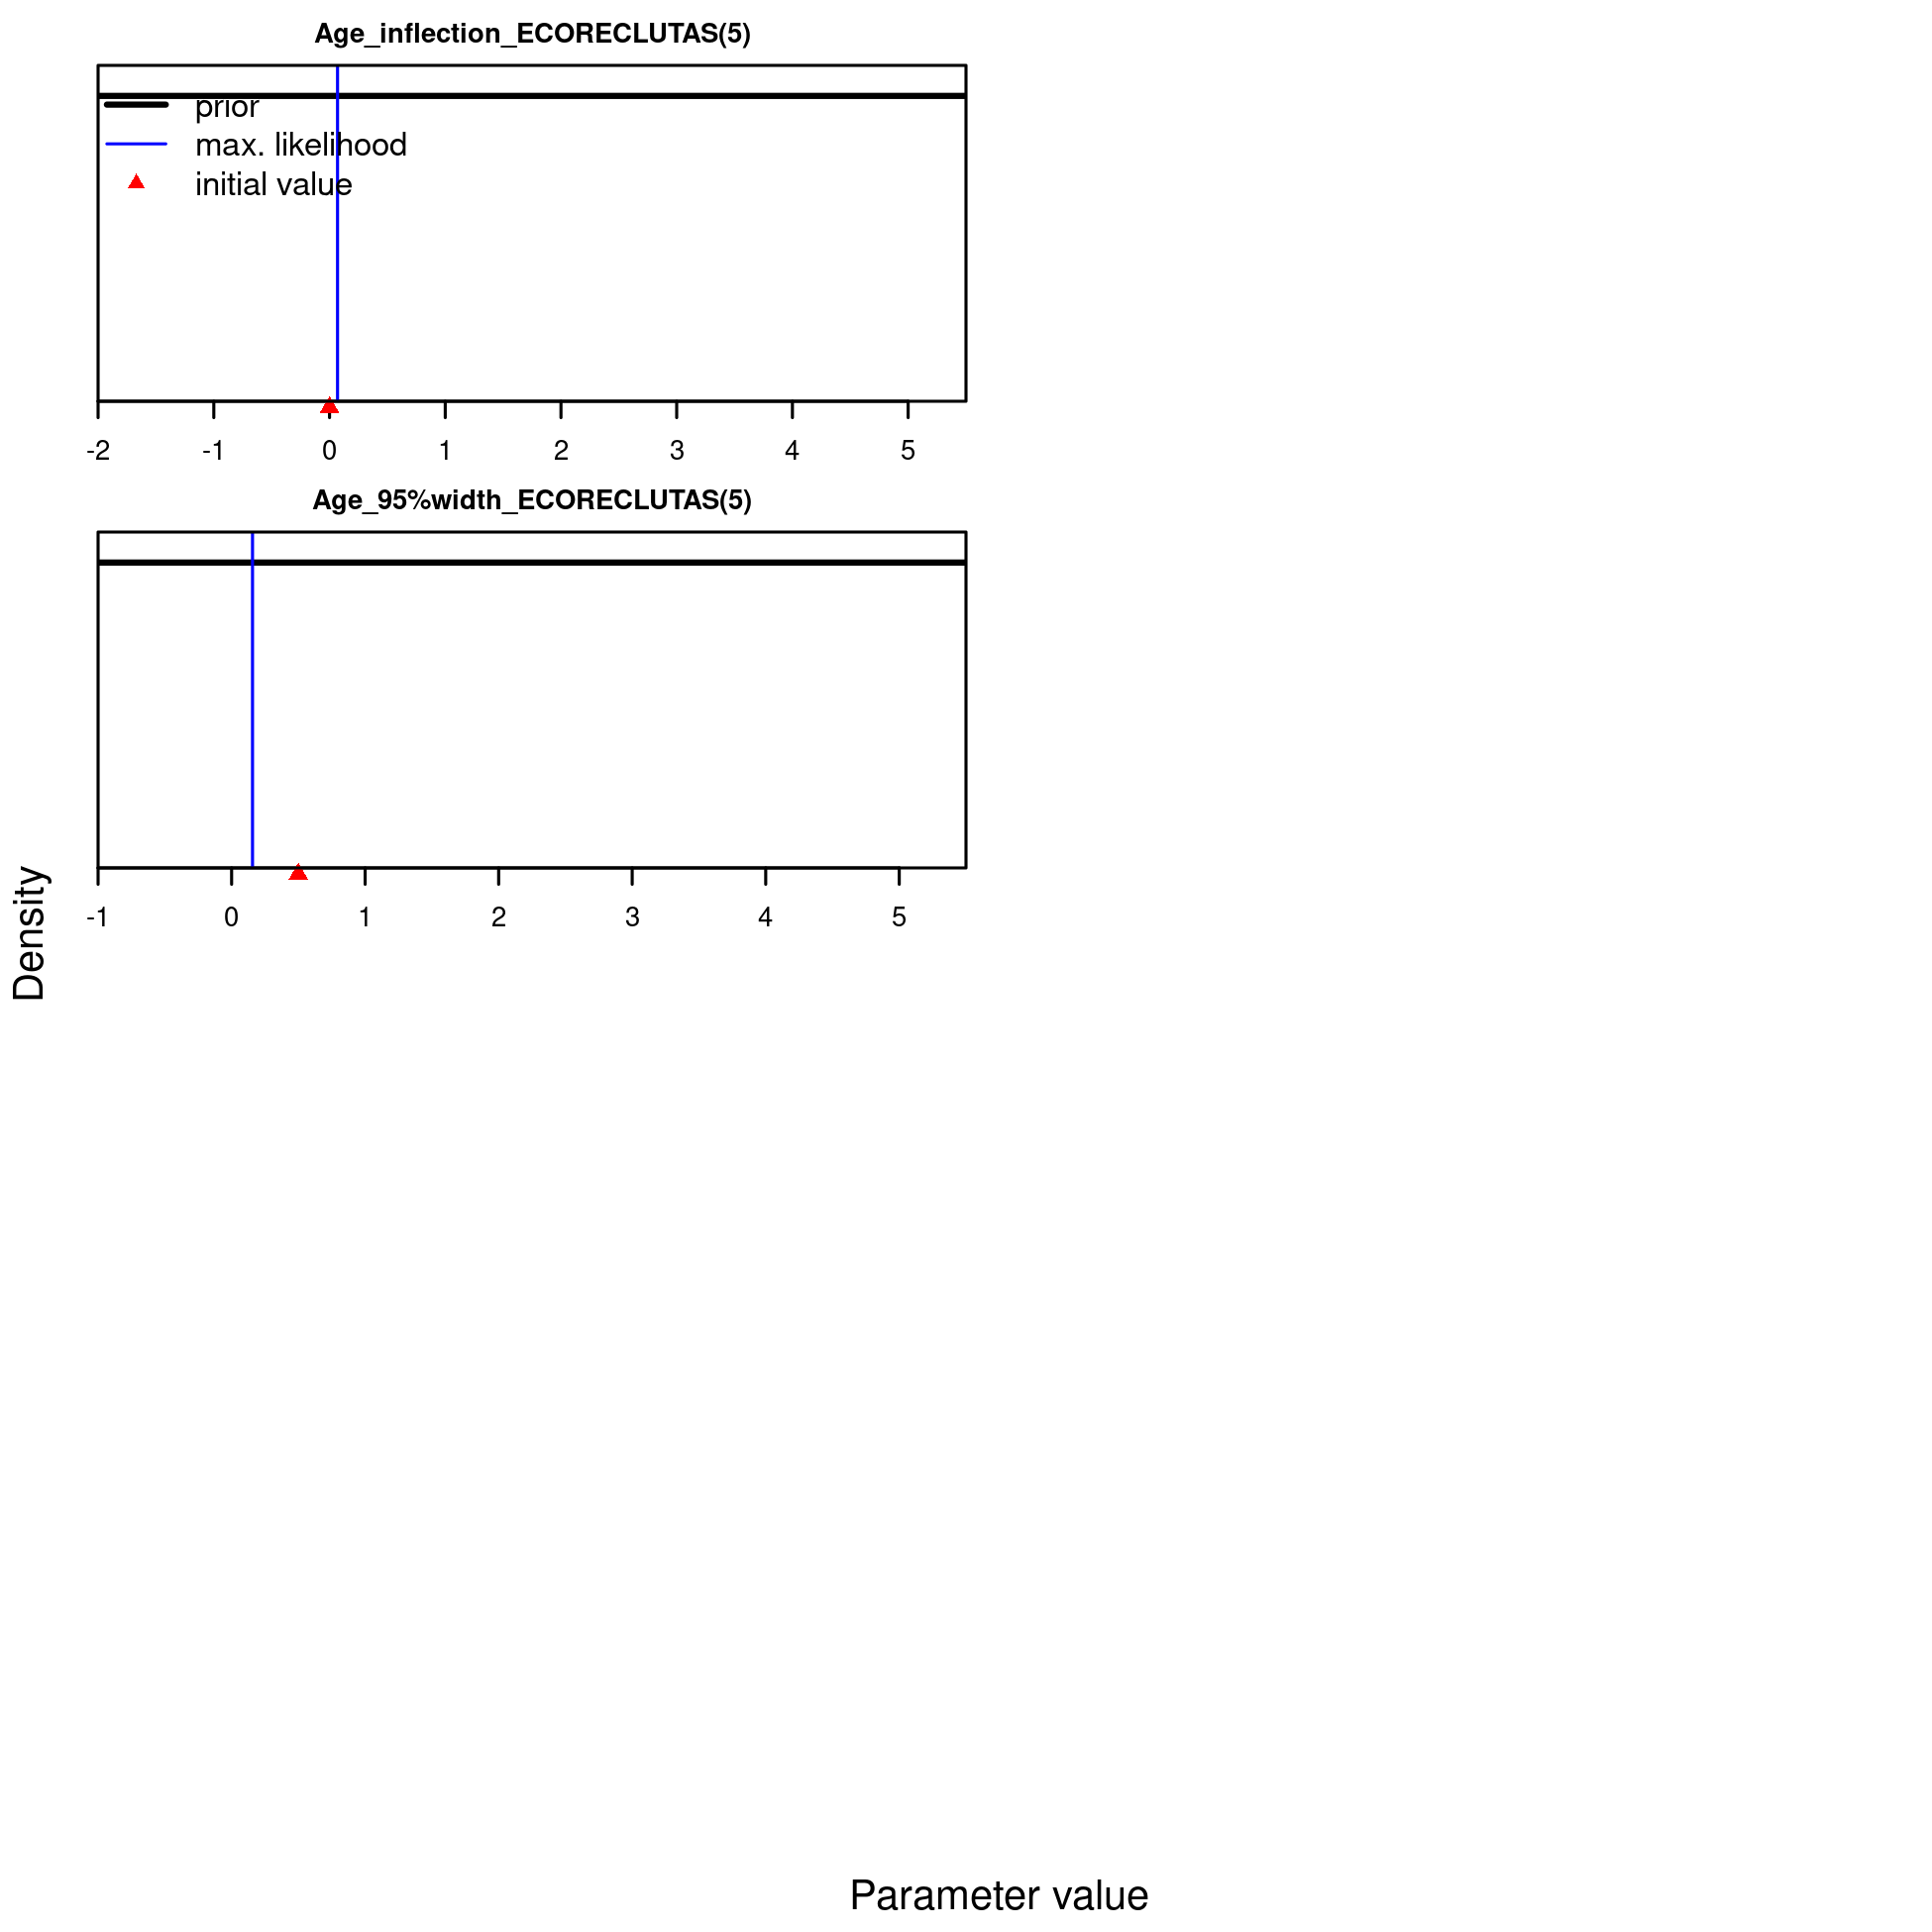 Age_inflection_ECORECLUTAS(5)
prior
max. likelihood
initial value
-2 -1 0 1 2 3 4 5
Age_95%width_ECORECLUTAS(5)
-1 0 1 2 3 4 5
Density
Parameter value